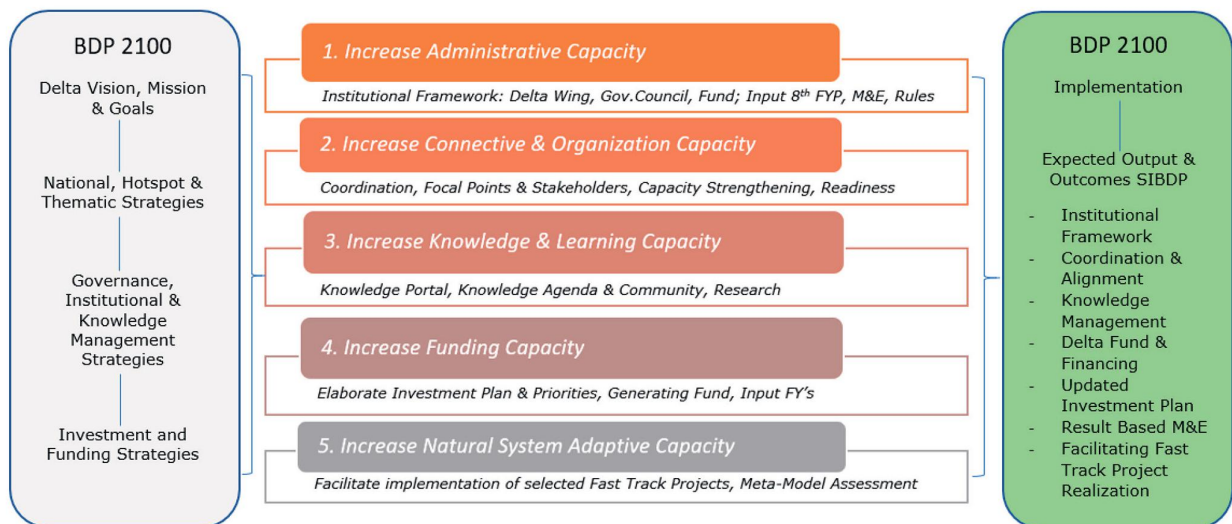 BDP 2100
Delta Vision, Mission
& Goals
National, Hotspot &
Thematic Strategies
Governance,
Institutional &
Knowledge
Management
Strategies
Investment and
Funding Strategies
1. Increase Administrative Capacity
Institutional Framework: Delta Wing, Gov.Council, Fund; Input 8th FYP, M&E, Rules
2. Increase Connective & Organization Capacity
Coordination, Focal Points & Stakeholders, Capacity Strengthening, Readiness
3. Increase Knowledge & Learning Capacity
Knowledge Portal, Knowledge Agenda & Community, Research
4. Increase Funding Capacity
Elaborate Investment Plan & Priorities, Generating Fund, Input FY's
5. Increase Natural System Adaptive Capacity
Facilitate implementation of selected Fast Track Projects, Meta-Model Assessment
BDP 2100
Implementation
Expected Output &
Outcomes SIBDP
- Institutional
Framework
- Coordination &
Alignment
- Knowledge
Management
- Delta Fund &
Financing
- Updated
Investment Plan
- Result Based M&E
- Facilitating Fast
Track Project
Realization